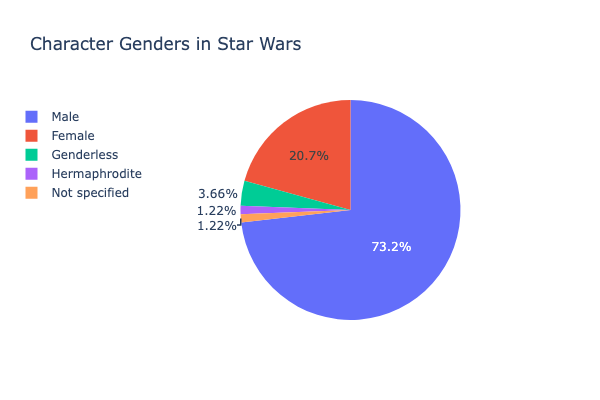 Character Genders in Star Wars
Male
Female
Genderless
Hermaphrodite
Not specified
20.7%
3.66%
1.22%
1.22%
73.2%